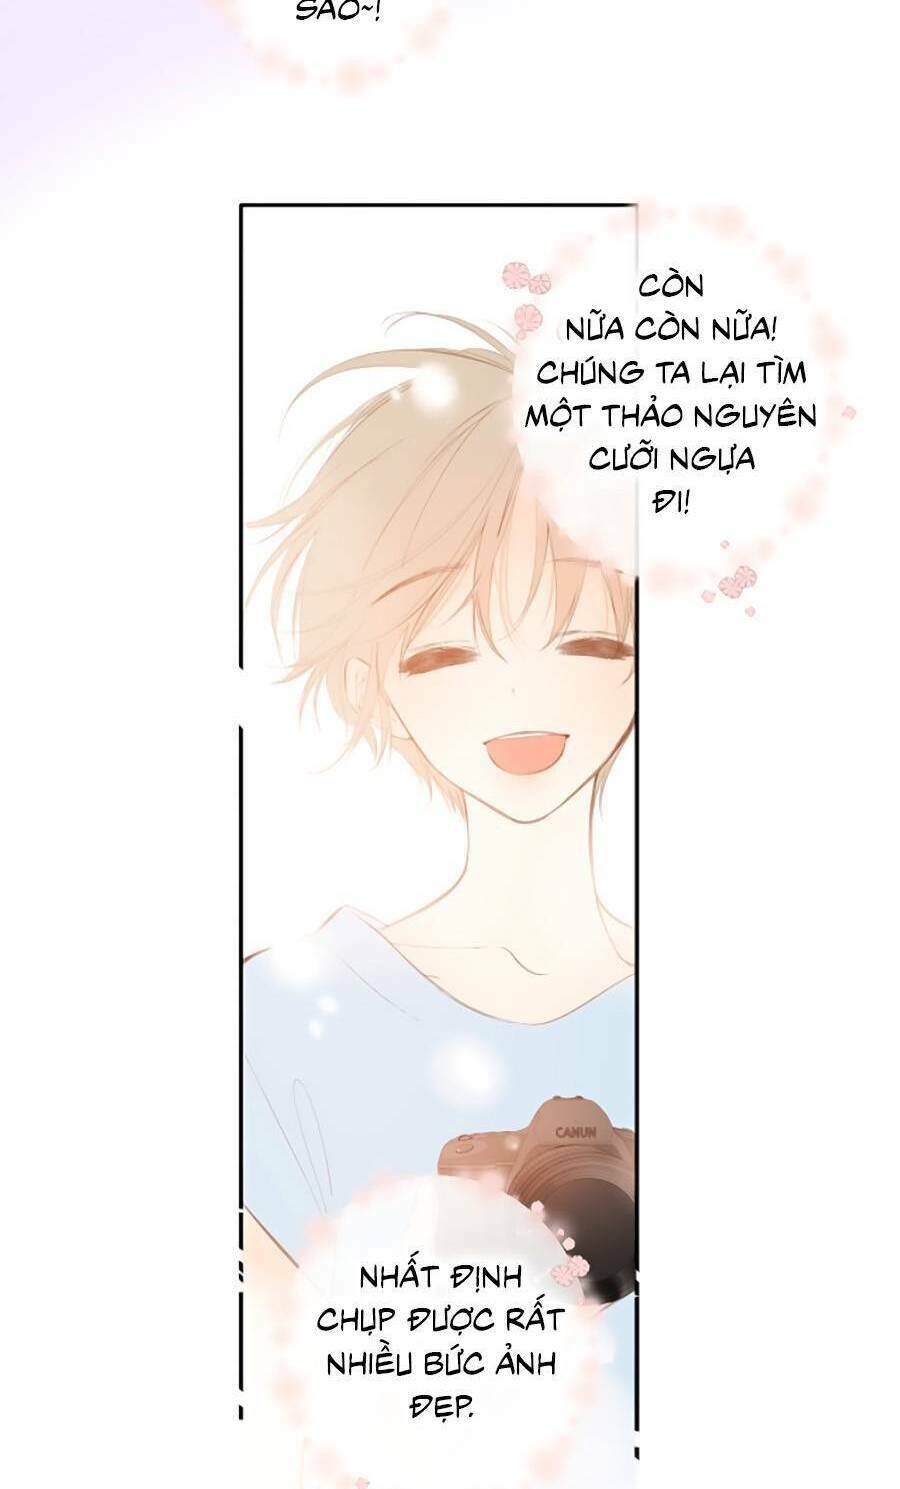 SAO~!
CÒN
NỮA CÒN NỮA!
CHÚNG TA LẠI TÌM
MỘT THẢO NGUYÊN
CƯỠI NGỰA
ĐI!
CANUN
NHẤT ĐỊNH
CHỤP ĐƯỢC RẤT
NHIỀU BỨC ẢNH
ĐẸP.